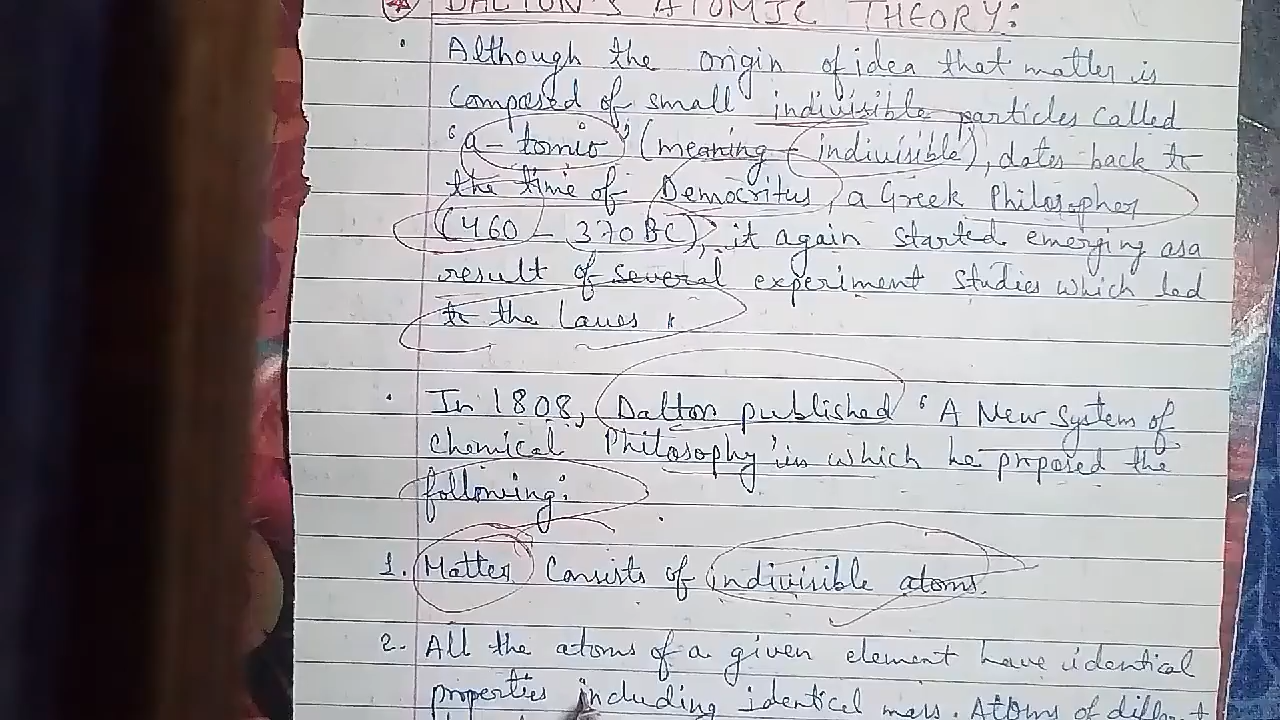 DALTON'S ATOMIC THEORY:
· Although the origin of idea that matter is
composed of small indivisible particles called
'a-tomio' (meaning - indivisible), dates back to
the time of Democritus, a Greek Philosopher
(460 - 370 BC), it again started emerging as a
result of several experiment studies which led
to the Laws.
· In 1808, Dalton published 'A New System of
chemical Philosophy' in which he proposed the
following:
1. Matter consists of indivisible atoms.
2. All the atoms of a given element have identical
properties including identical mass. Atoms of